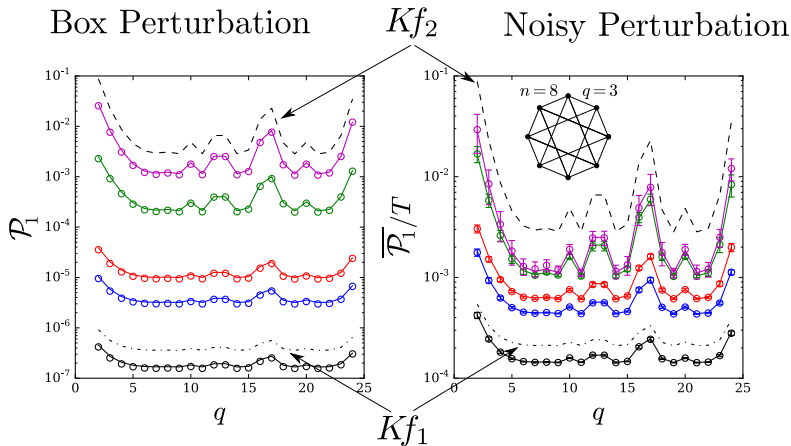 Box Perturbation
Kf₂
Noisy Perturbation
10⁻¹
10⁻²
10⁻³
10⁻⁴
10⁻⁵
10⁻⁶
10⁻⁷
𝒫₁
0 5 10 15 20 25
q
10⁻¹
10⁻²
10⁻³
10⁻⁴
𝒫̅₁/T
n=8 q=3
0 5 10 15 20 25
q
Kf₁